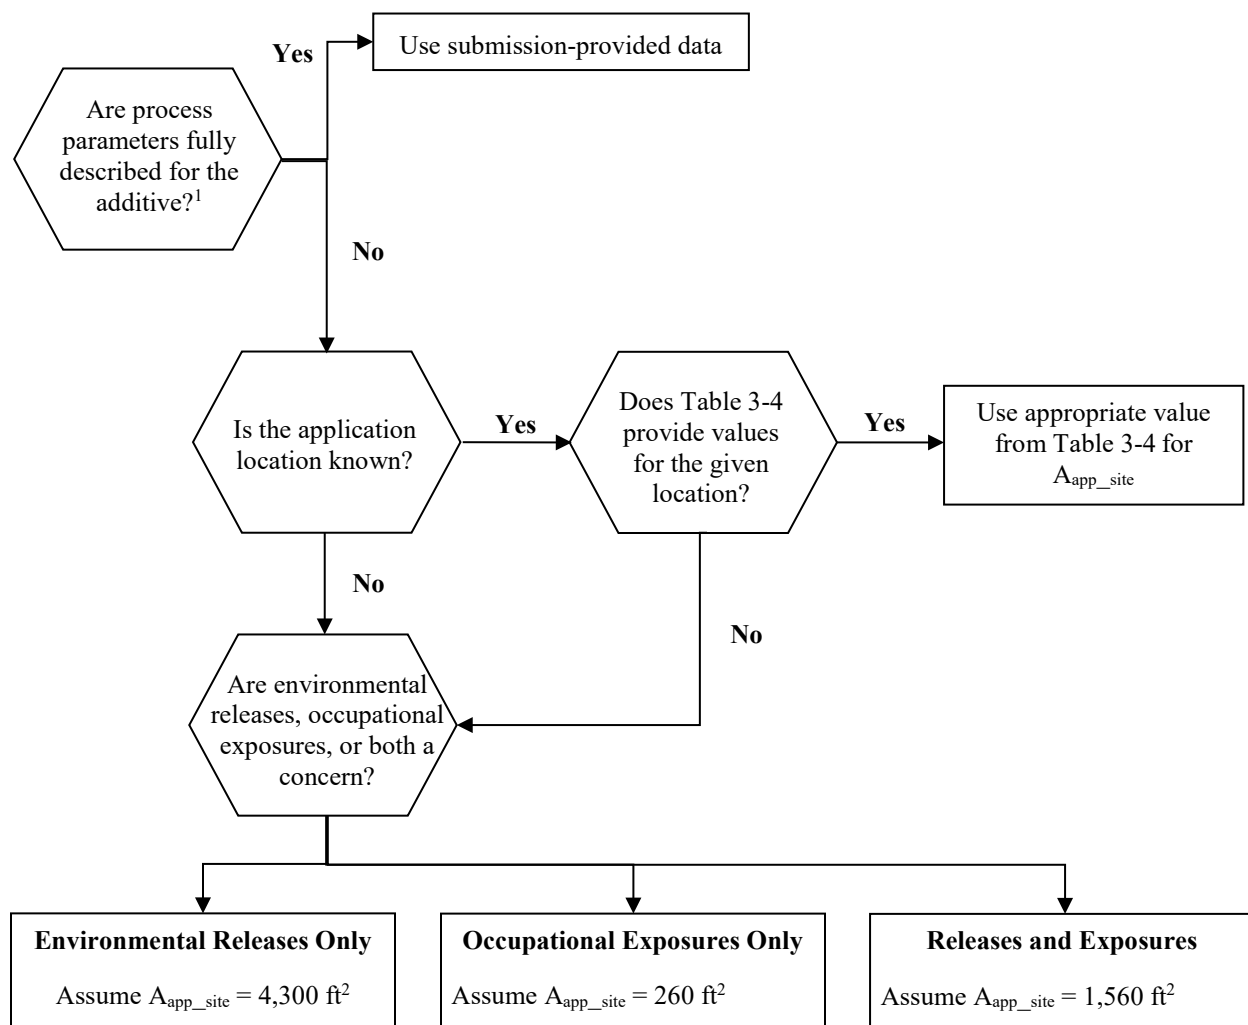 Yes
Use submission-provided data
Are process
parameters fully
described for the
additive?¹
No
Is the application
location known?
Yes
Does Table 3-4
provide values
for the given
location?
Yes
Use appropriate value
from Table 3-4 for
Aapp_site
No
No
Are environmental
releases, occupational
exposures, or both a
concern?
Environmental Releases Only
Assume Aapp_site = 4,300 ft²
Occupational Exposures Only
Assume Aapp_site = 260 ft²
Releases and Exposures
Assume Aapp_site = 1,560 ft²